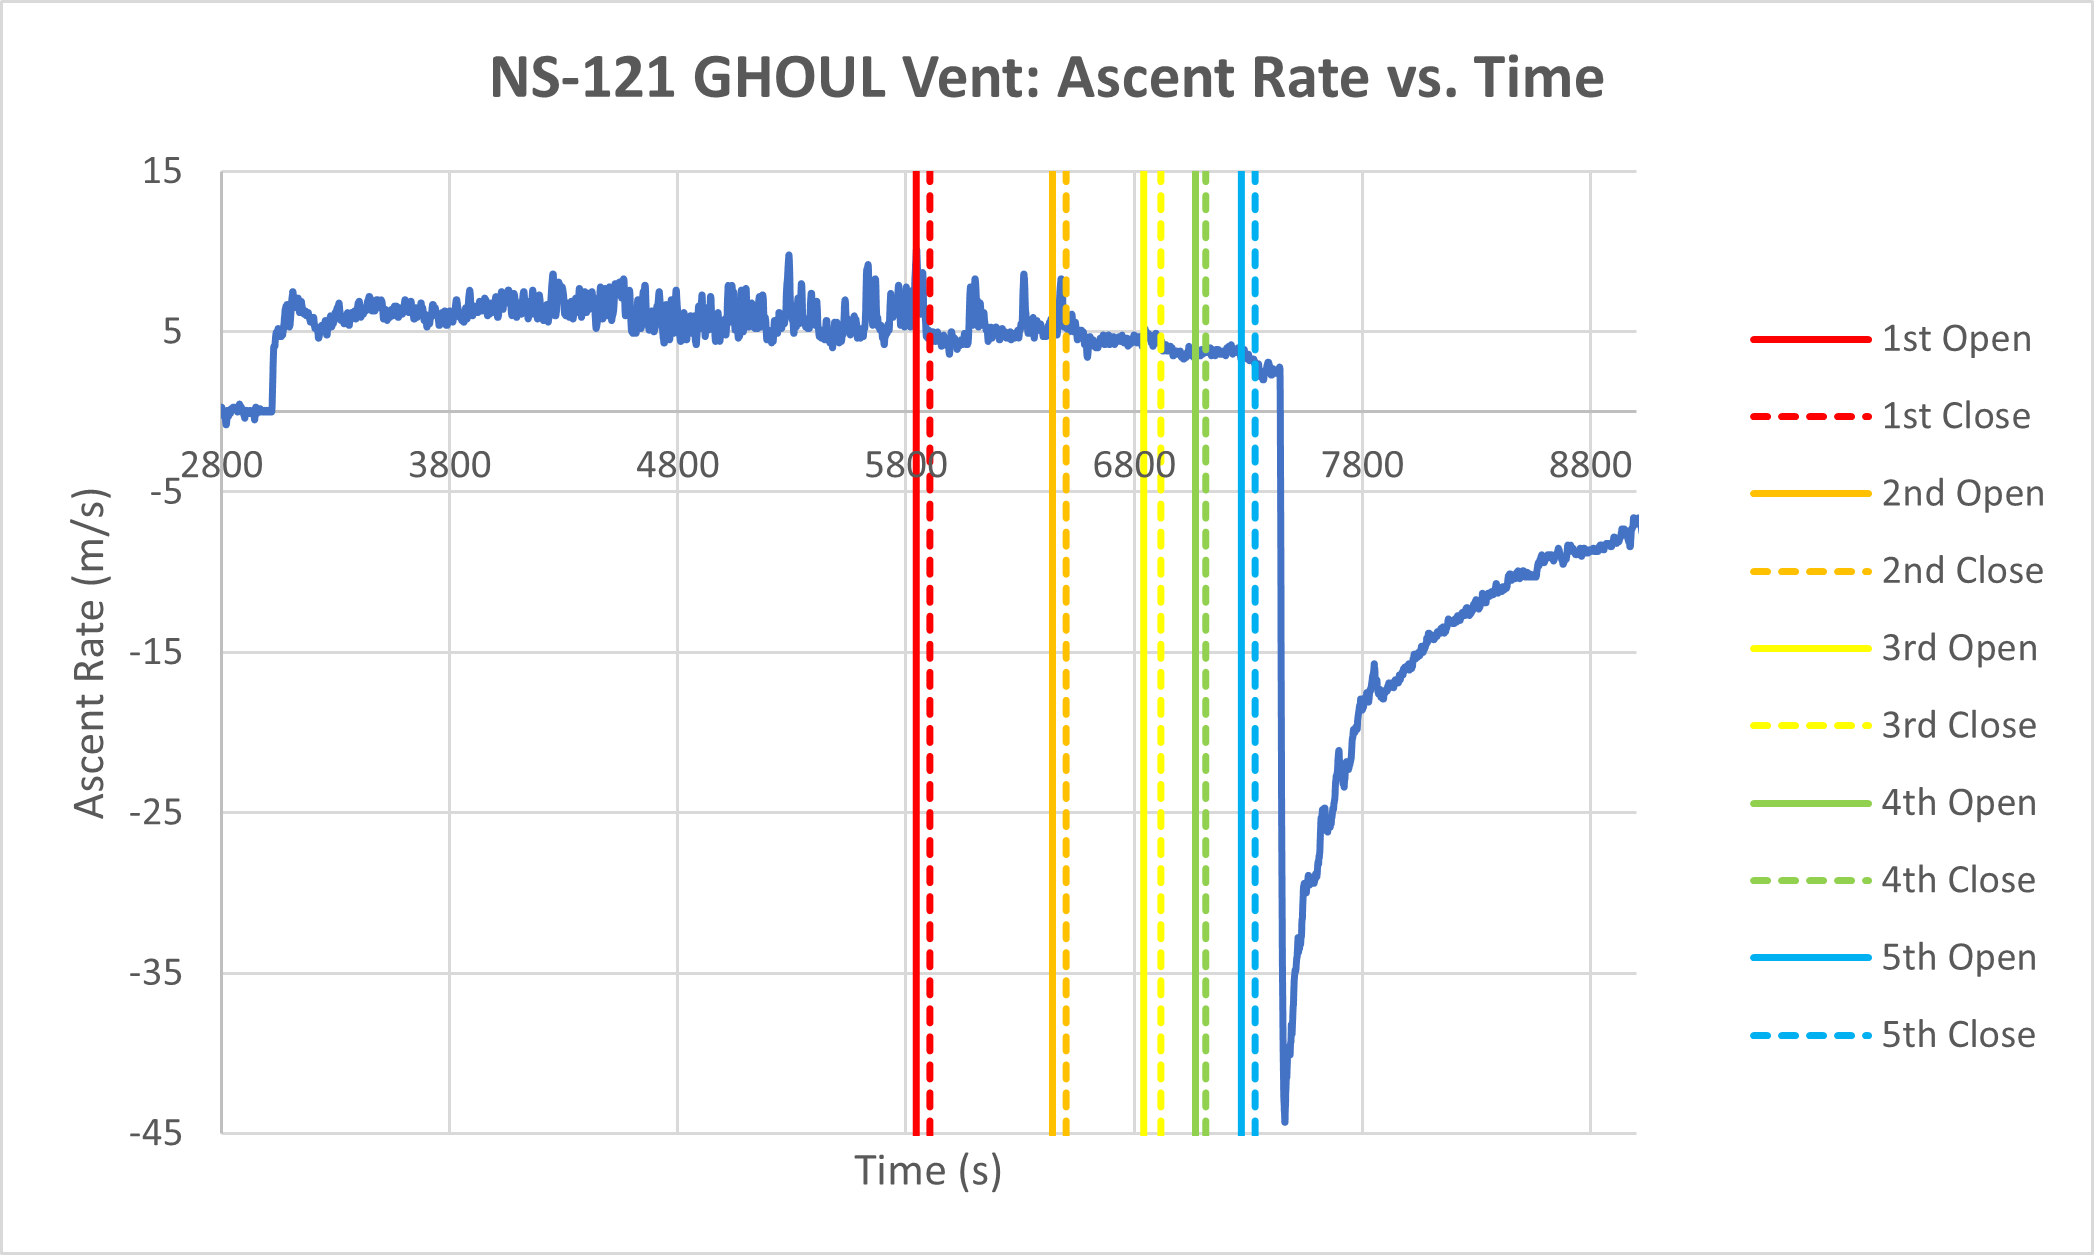 NS-121 GHOUL Vent: Ascent Rate vs. Time
15
5
-5
-15
-25
-35
-45
2800 3800 4800 5800 6800 7800 8800
Ascent Rate (m/s)
Time (s)
1st Open
1st Close
2nd Open
2nd Close
3rd Open
3rd Close
4th Open
4th Close
5th Open
5th Close